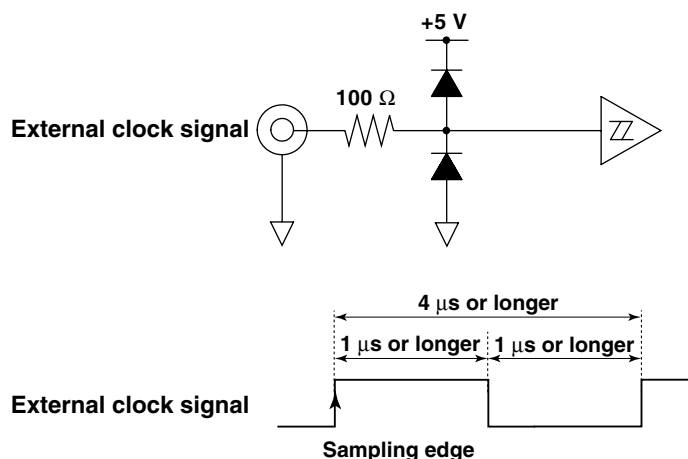 +5 V
100 Ω
External clock signal
4 μs or longer
1 μs or longer 1 μs or longer
External clock signal
Sampling edge